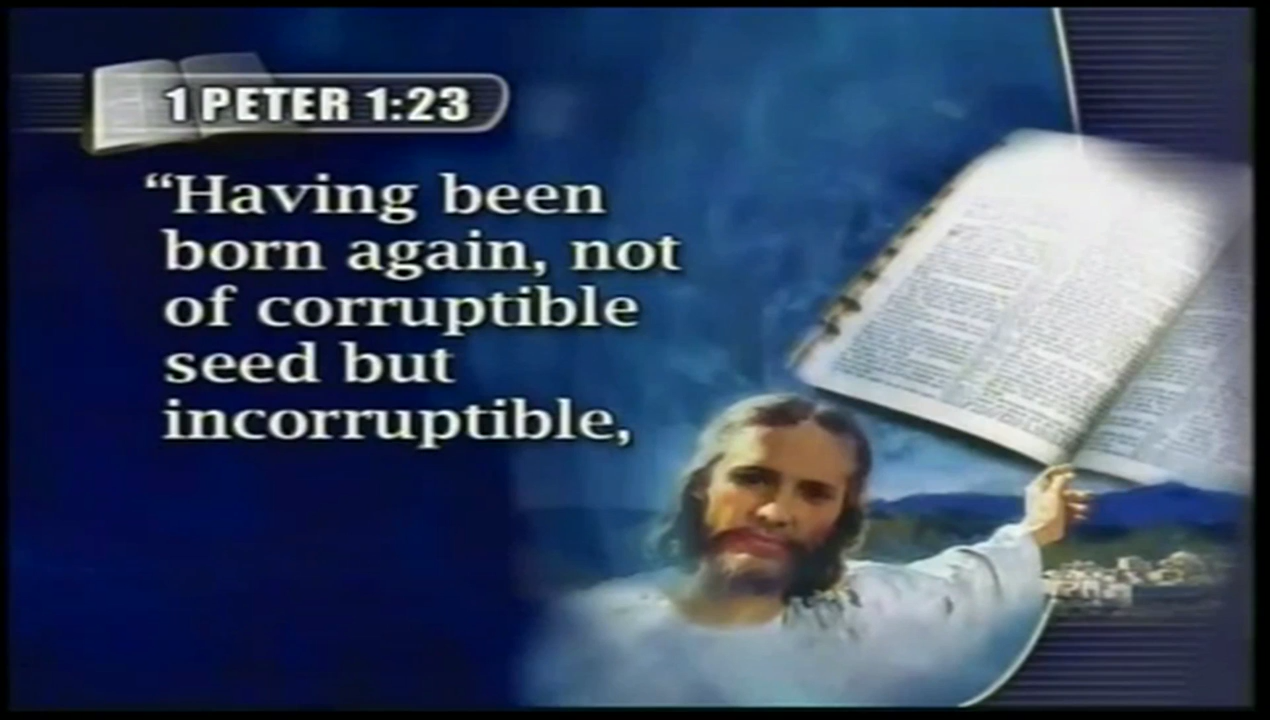 1 PETER 1:23
“Having been
born again, not
of corruptible
seed but
incorruptible,